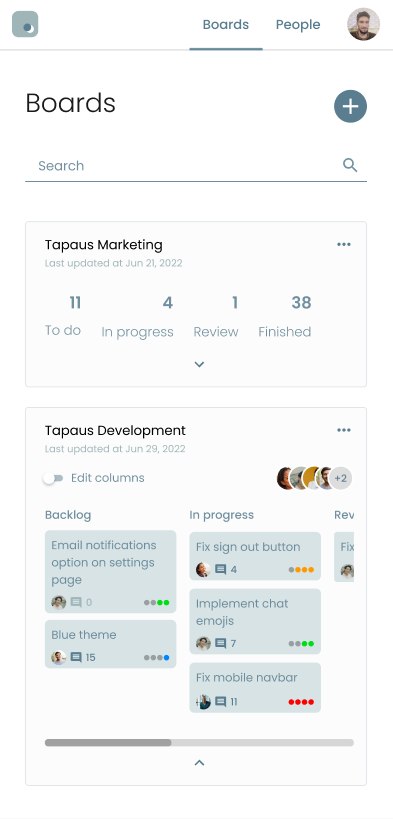 Boards People
Boards
Search
Tapaus Marketing
Last updated at Jun 21, 2022
11 4 1 38
To do In progress Review Finished
Tapaus Development
Last updated at Jun 29, 2022
Edit columns +2
Backlog In progress Rev
Email notifications
option on settings
page
0
Blue theme
15
Fix sign out button
4
Implement chat
emojis
7
Fix mobile navbar
11
Fix